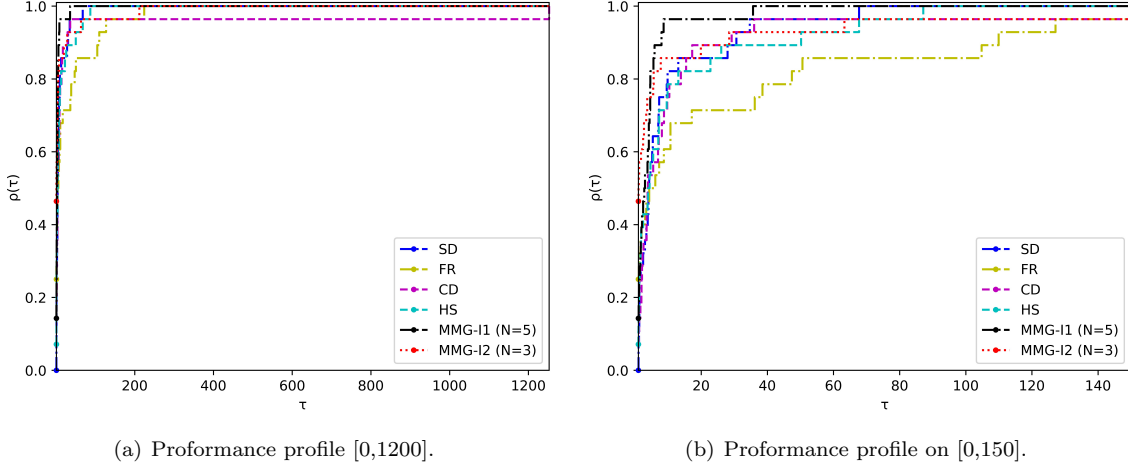 1.0
0.8
0.6
0.4
0.2
0.0
ρ(τ)
200 400 600 800 1000 1200
τ
SD
FR
CD
HS
MMG-I1 (N=5)
MMG-I2 (N=3)
(a) Proformance profile [0,1200].
1.0
0.8
0.6
0.4
0.2
0.0
ρ(τ)
20 40 60 80 100 120 140
τ
SD
FR
CD
HS
MMG-I1 (N=5)
MMG-I2 (N=3)
(b) Proformance profile on [0,150].